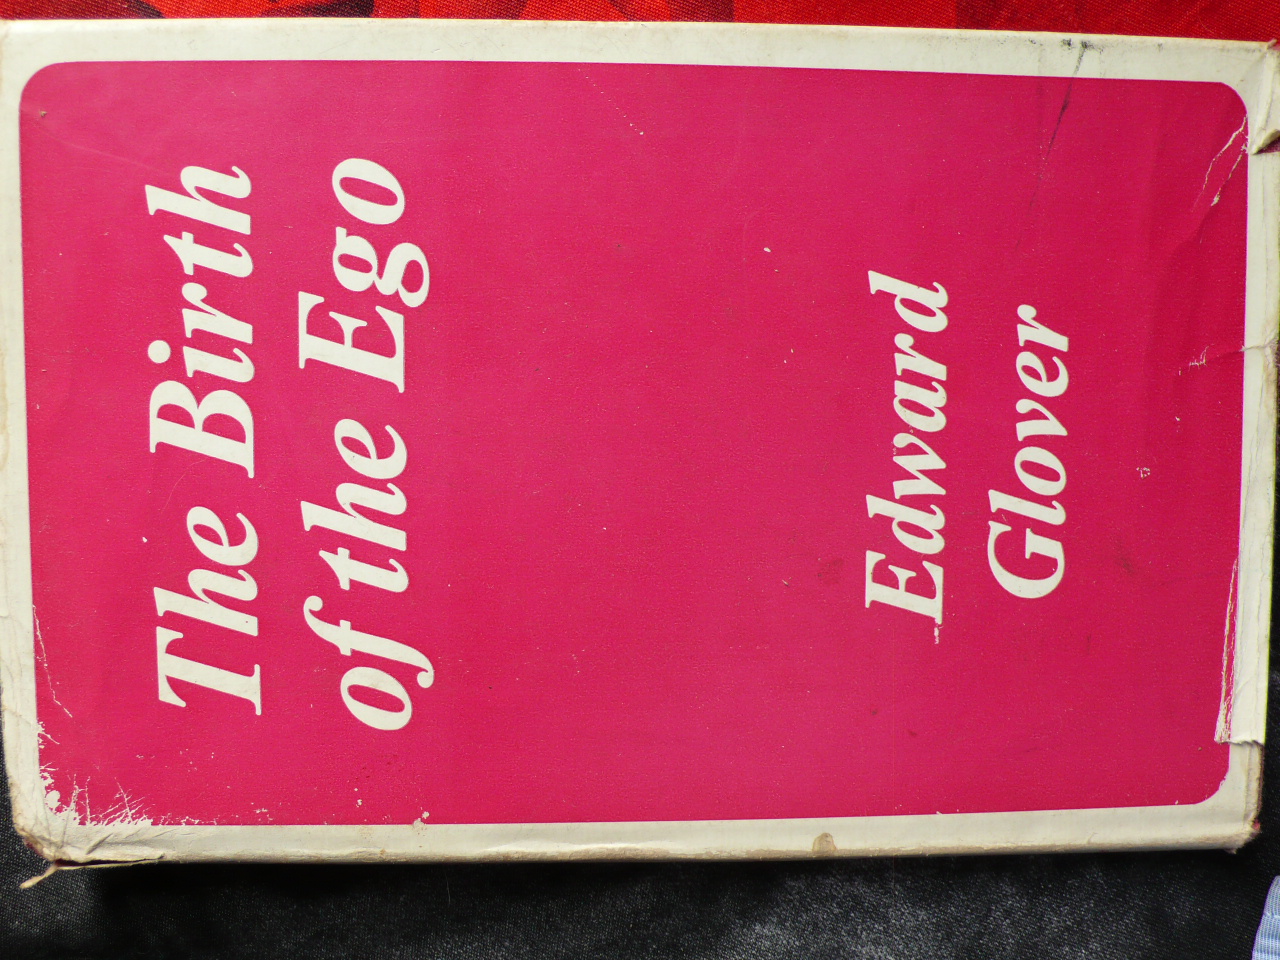 The Birth
of the Ego
Edward
Glover